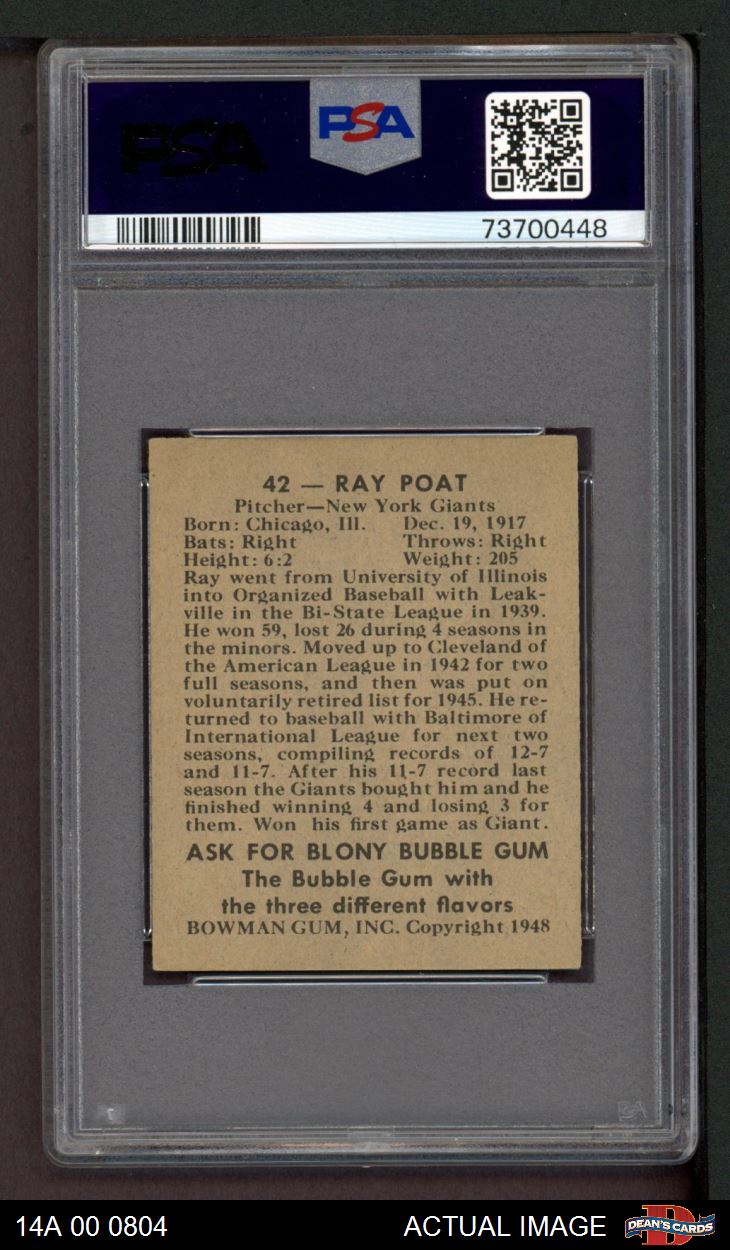 PSA
PSA
73700448
42 — RAY POAT
Pitcher—New York Giants
Born: Chicago, Ill. Dec. 19, 1917
Bats: Right Throws: Right
Height: 6:2 Weight: 205
Ray went from University of Illinois
into Organized Baseball with Leak-
ville in the Bi-State League in 1939.
He won 59, lost 26 during 4 seasons in
the minors. Moved up to Cleveland of
the American League in 1942 for two
full seasons, and then was put on
voluntarily retired list for 1945. He re-
turned to baseball with Baltimore of
International League for next two
seasons, compiling records of 12-7
and 11-7. After his 11-7 record last
season the Giants bought him and he
finished winning 4 and losing 3 for
them. Won his first game as Giant.
ASK FOR BLONY BUBBLE GUM
The Bubble Gum with
the three different flavors
BOWMAN GUM, INC. Copyright 1948
PSA
14A 00 0804 ACTUAL IMAGE DEAN'S CARDS